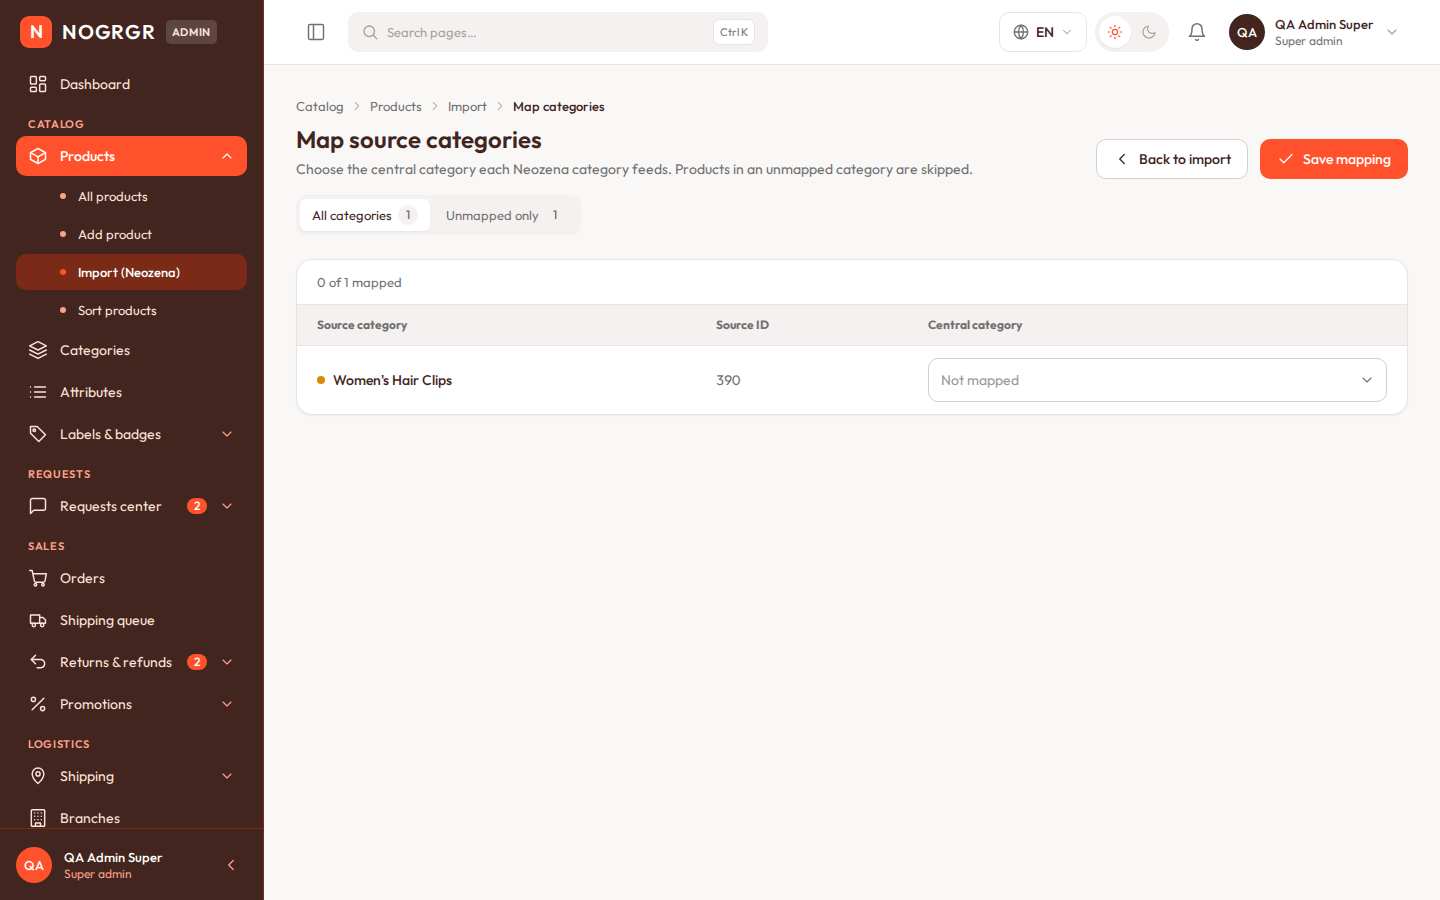 N NOGRGR ADMIN
Dashboard
CATALOG
Products
All products
Add product
Import (Neozena)
Sort products
Categories
Attributes
Labels & badges
REQUESTS
Requests center 2
SALES
Orders
Shipping queue
Returns & refunds 2
Promotions
LOGISTICS
Shipping
Branches
QA QA Admin Super
Super admin
Search pages... Ctrl K
EN
QA QA Admin Super
Super admin
Catalog Products Import Map categories
Map source categories
Choose the central category each Neozena category feeds. Products in an unmapped category are skipped.
Back to import
Save mapping
All categories 1 Unmapped only 1
0 of 1 mapped
Source category Source ID Central category
Women's Hair Clips 390 Not mapped